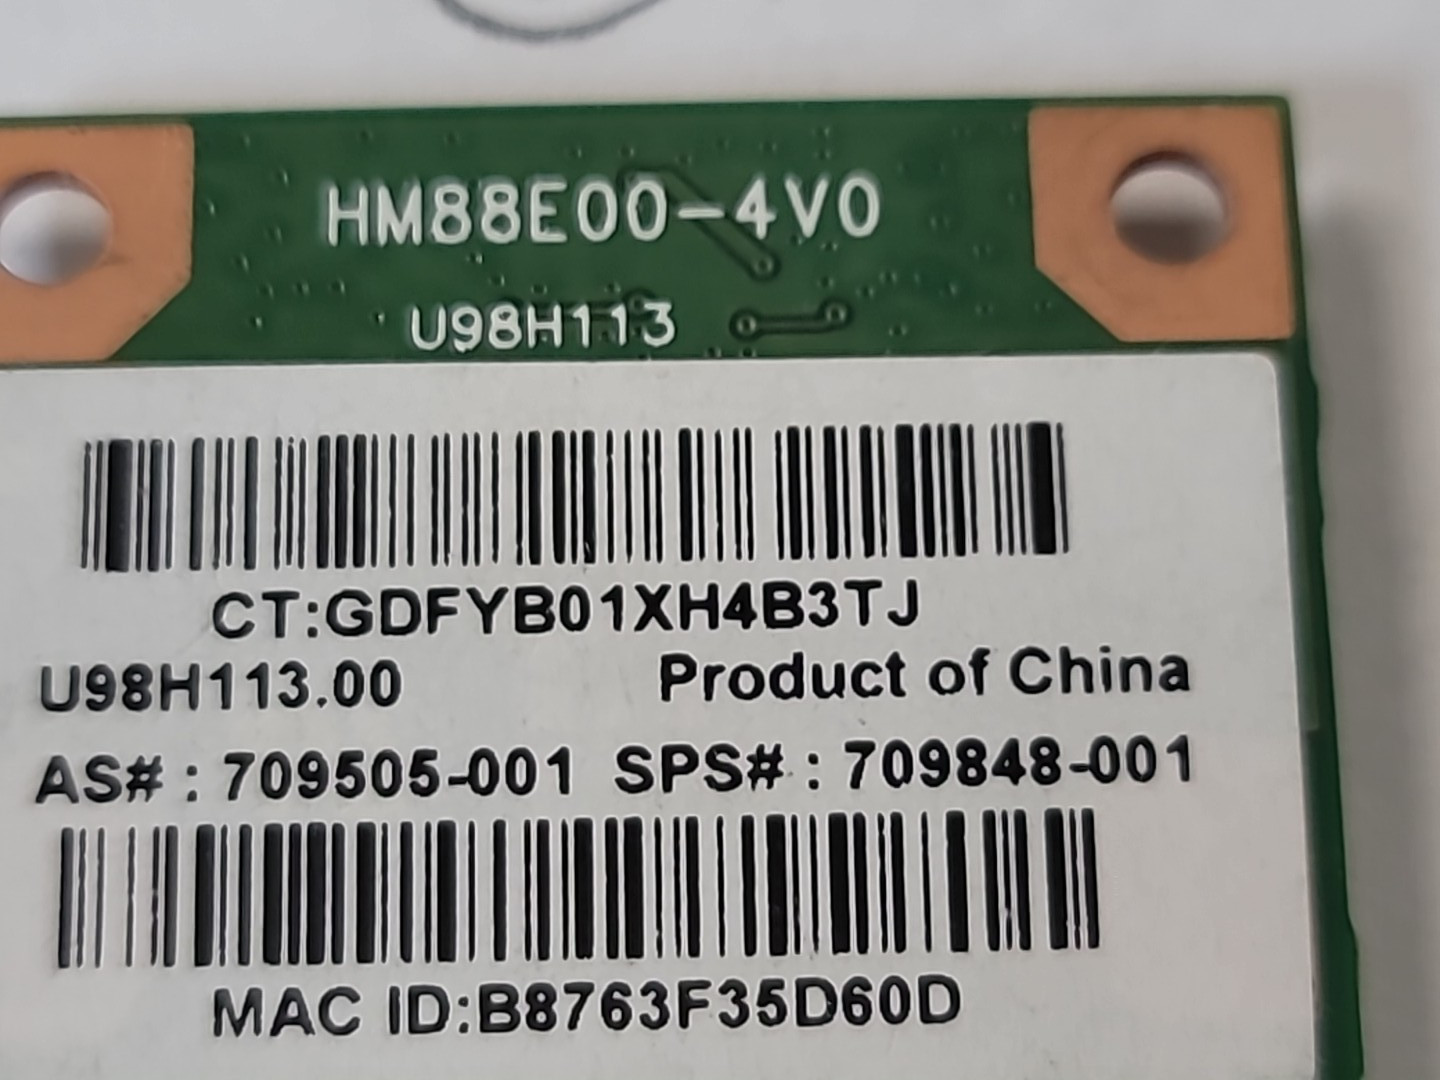 HM88E00-4V0
U98H113
CT:GDFYB01XH4B3TJ
U98H113.00 Product of China
AS# : 709505-001 SPS# : 709848-001
MAC ID:B8763F35D60D